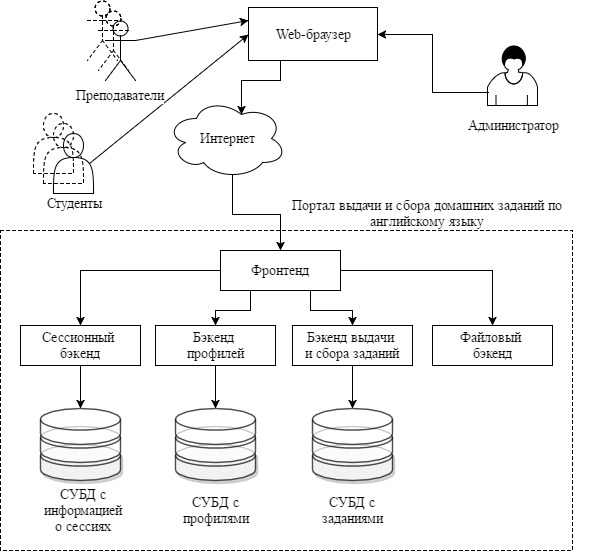 Web-браузер
Преподаватели
Администратор
Интернет
Студенты
Портал выдачи и сбора домашних заданий по
английскому языку
Фронтенд
Сессионный
бэкенд
Бэкенд
профилей
Бэкенд выдачи
и сбора заданий
Файловый
бэкенд
СУБД с
информацией
о сессиях
СУБД с
профилями
СУБД с
заданиями